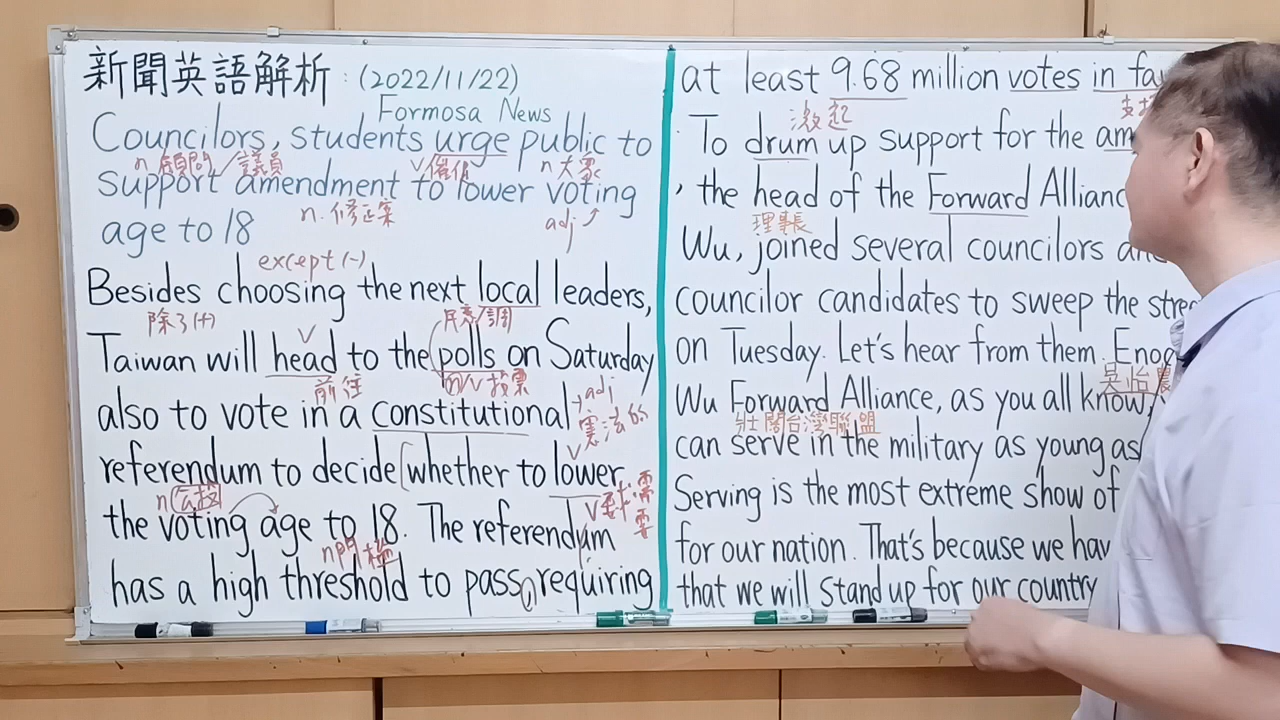 新聞英語解析: (2022/11/22)
Formosa News
Councilors, students urge public to
n 顧問/議員 v 催促 n 大眾
support amendment to lower voting
n. 修正案 adj
age to 18
except (-)
Besides choosing the next local leaders,
除了(+) v 民意/調
Taiwan will head to the polls on Saturday
前往 (n)/v 投票
also to vote in a constitutional
→adj 憲法的
referendum to decide whether to lower
n 公投 v
the voting age to 18. The referendum
n 門檻 v 要求;需要
has a high threshold to pass, requiring
at least 9.68 million votes in
激起
To drum up support for the
, the head of the Forward
理事長
Wu, joined several councilors
councilor candidates to sweep the
on Tuesday. Let's hear from them.
吳怡農
Wu Forward Alliance, as you all know,
壯闊台灣聯盟
can serve in the military as young as
Serving is the most extreme show of
for our nation. That's because we
that we will stand up for our country